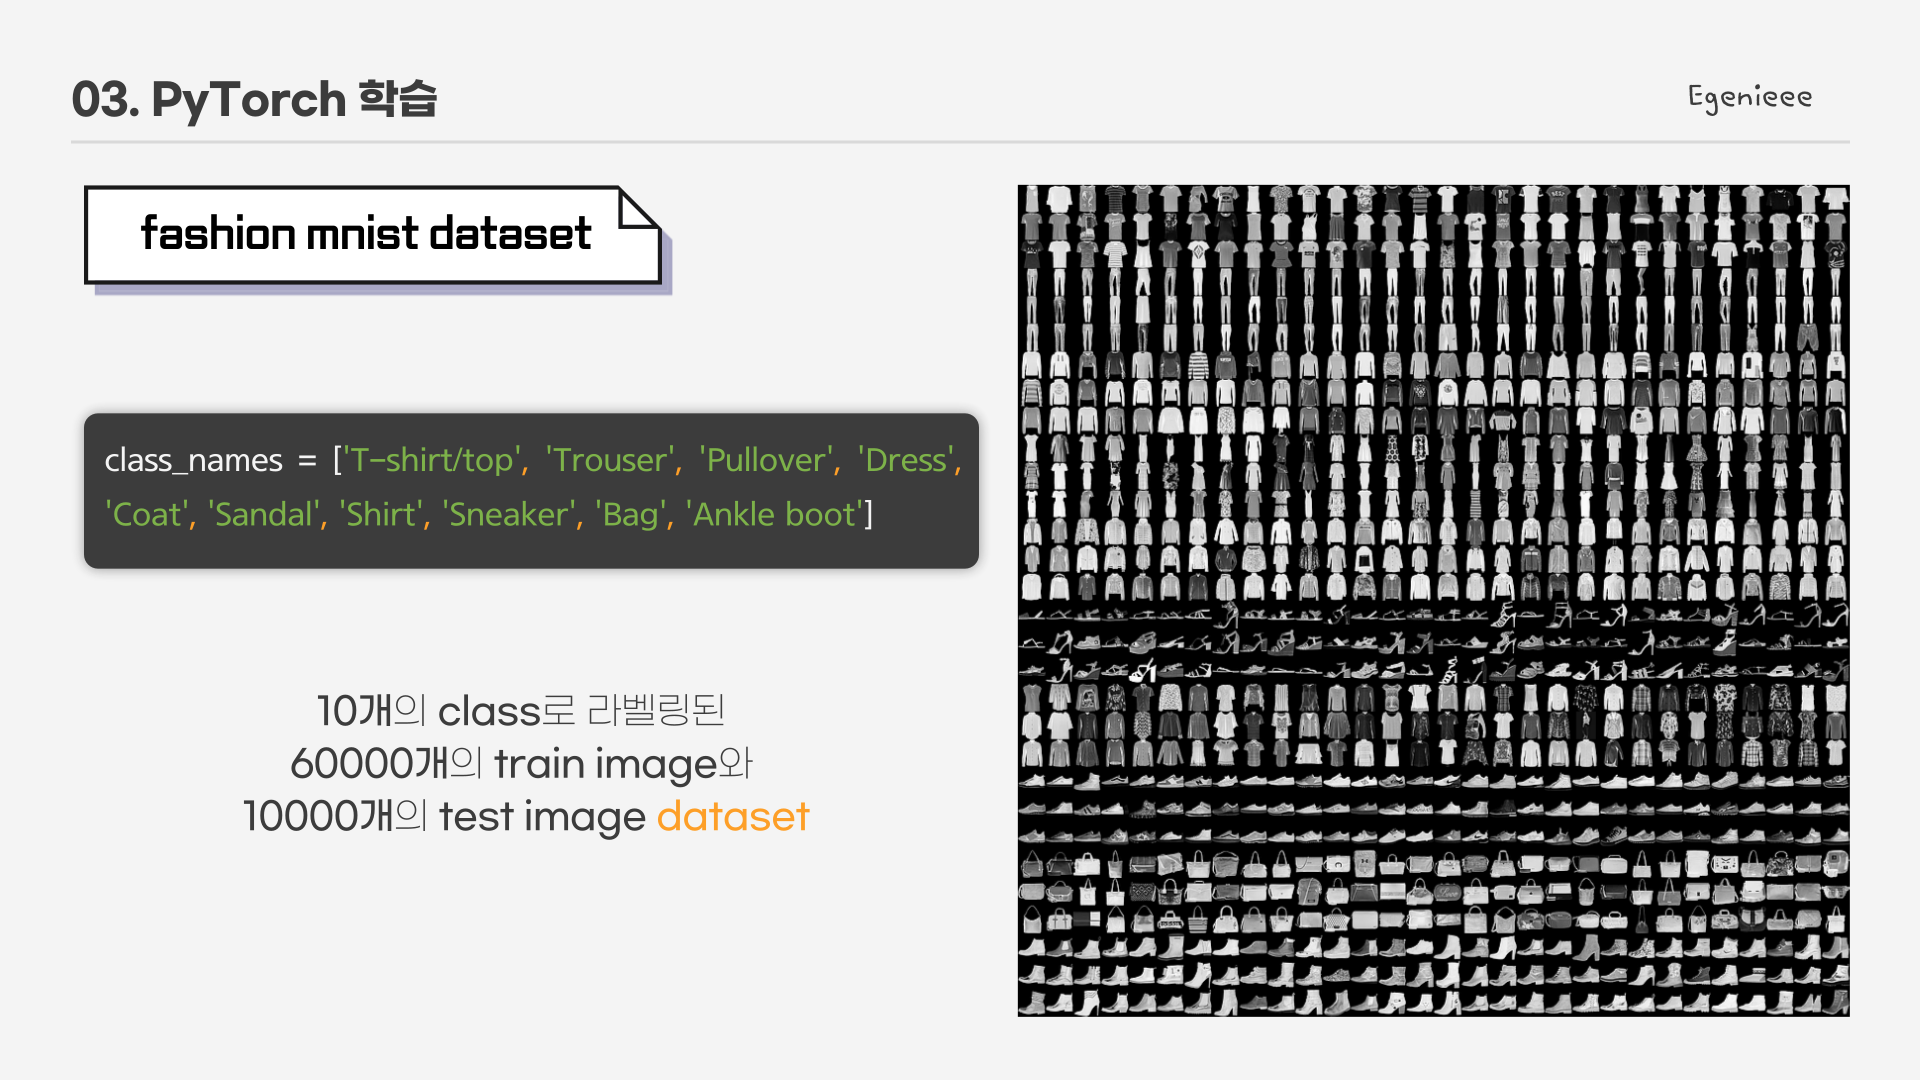 03. PyTorch 학습
Egenieee
fashion mnist dataset
class_names = ['T-shirt/top', 'Trouser', 'Pullover', 'Dress',
'Coat', 'Sandal', 'Shirt', 'Sneaker', 'Bag', 'Ankle boot']
10개의 class로 라벨링된
60000개의 train image와
10000개의 test image dataset